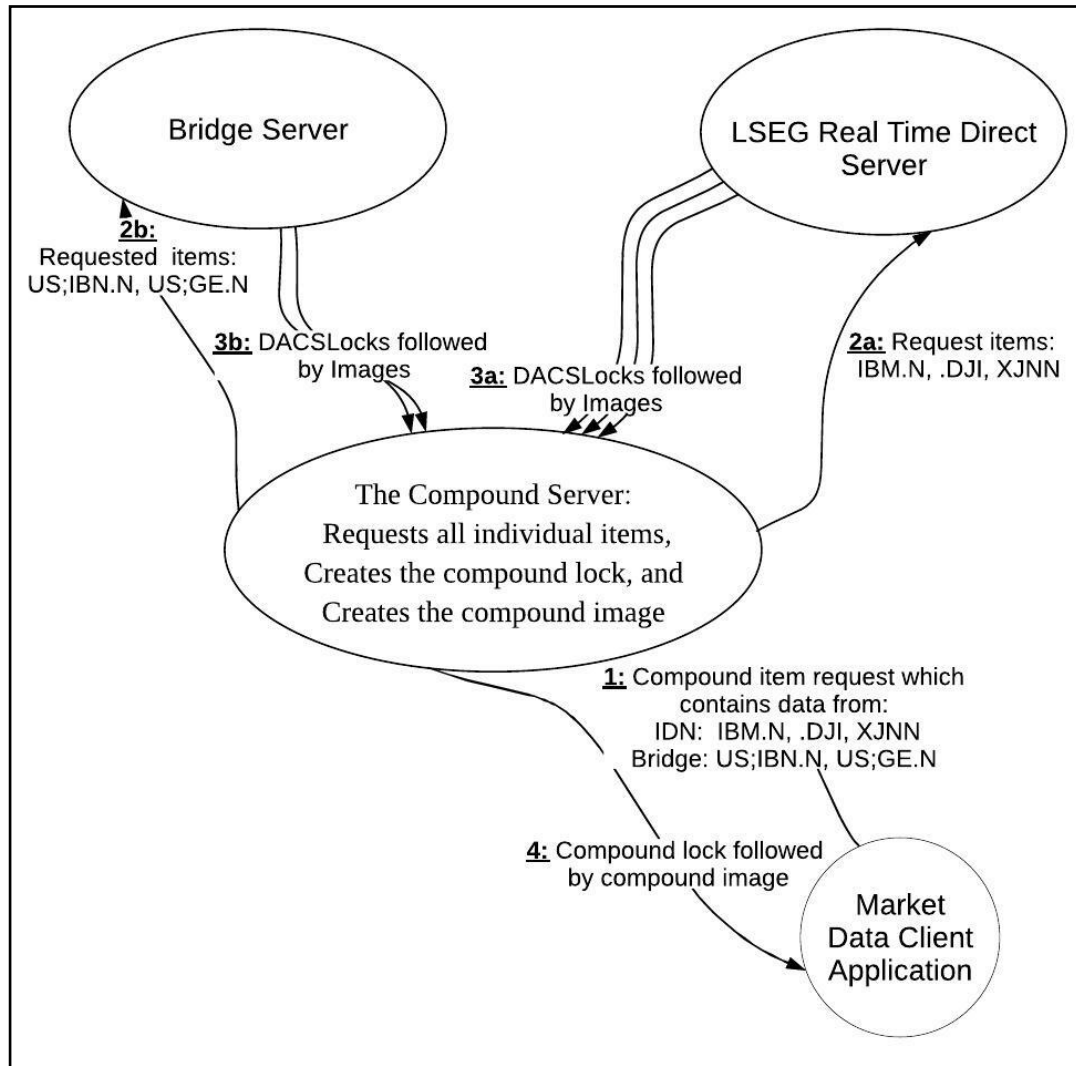 Bridge Server
LSEG Real Time Direct
Server
2b:
Requested items:
US;IBN.N, US;GE.N
3b: DACSLocks followed
by Images
3a: DACSLocks followed
by Images
2a: Request items:
IBM.N, .DJI, XJNN
The Compound Server:
Requests all individual items,
Creates the compound lock, and
Creates the compound image
1: Compound item request which
contains data from:
IDN: IBM.N, .DJI, XJNN
Bridge: US;IBN.N, US;GE.N
4: Compound lock followed
by compound image
Market
Data Client
Application